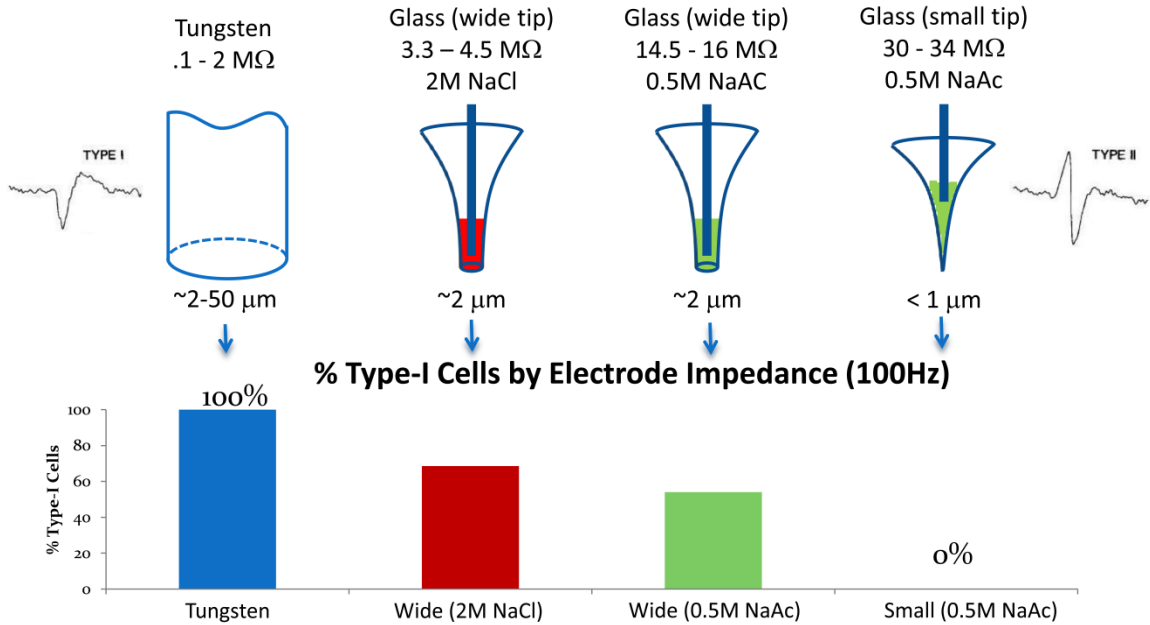 Tungsten
.1 - 2 MΩ
Glass (wide tip)
3.3 – 4.5 MΩ
2M NaCl
Glass (wide tip)
14.5 - 16 MΩ
0.5M NaAC
Glass (small tip)
30 - 34 MΩ
0.5M NaAc
TYPE I
TYPE II
~2-50 μm
~2 μm
~2 μm
< 1 μm
% Type-I Cells by Electrode Impedance (100Hz)
% Type-I Cells
100
80
60
40
20
0
100%
0%
Tungsten
Wide (2M NaCl)
Wide (0.5M NaAc)
Small (0.5M NaAc)